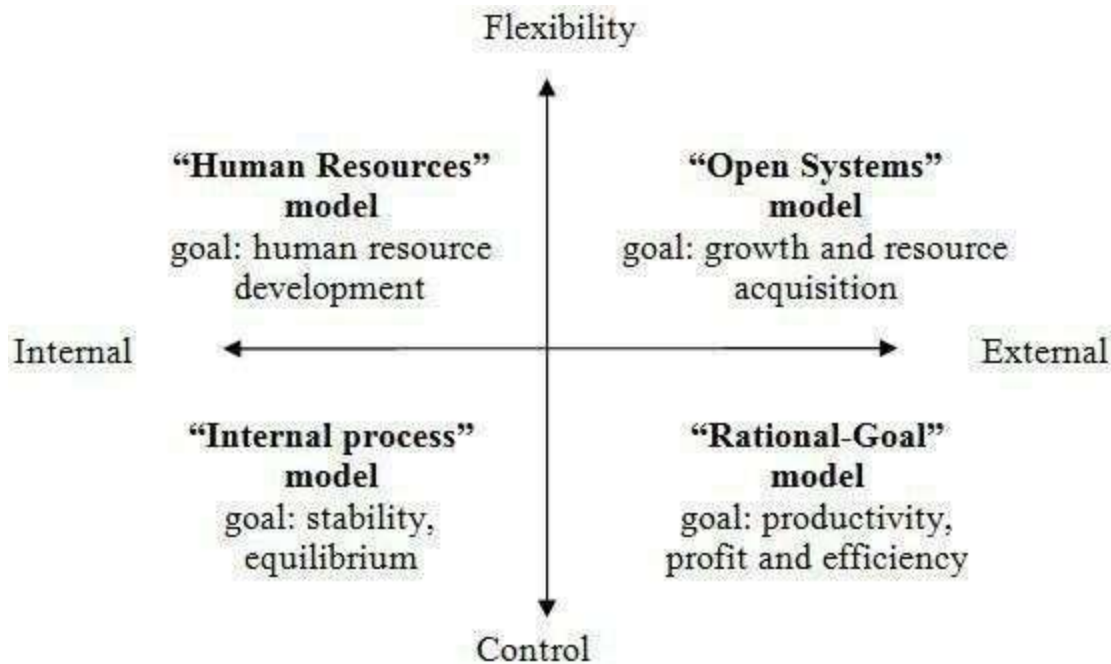 Flexibility
“Human Resources”
model
goal: human resource
development
“Open Systems”
model
goal: growth and resource
acquisition
Internal
External
“Internal process”
model
goal: stability,
equilibrium
“Rational-Goal”
model
goal: productivity,
profit and efficiency
Control